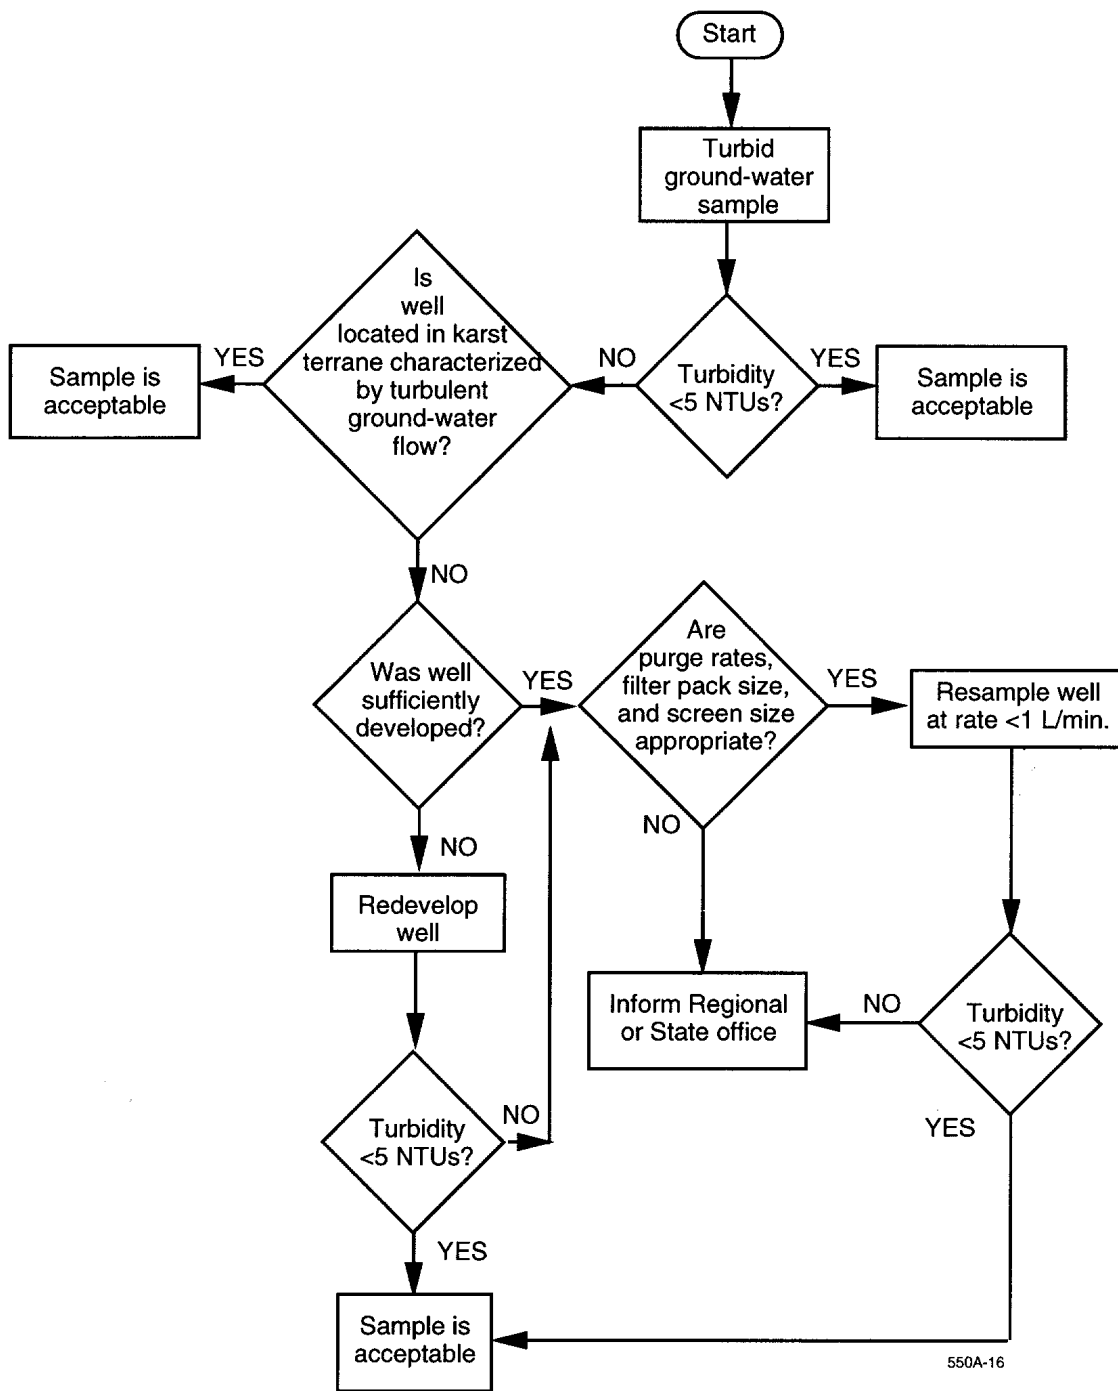 Start
Turbid
ground-water
sample
Turbidity
<5 NTUs?
YES
Sample is
acceptable
NO
Is
well
located in karst
terrane characterized
by turbulent
ground-water
flow?
YES
Sample is
acceptable
NO
Was well
sufficiently
developed?
YES
Are
purge rates,
filter pack size,
and screen size
appropriate?
YES
Resample well
at rate <1 L/min.
NO
NO
Redevelop
well
Inform Regional
or State office
NO
Turbidity
<5 NTUs?
YES
Turbidity
<5 NTUs?
NO
YES
Sample is
acceptable
550A-16